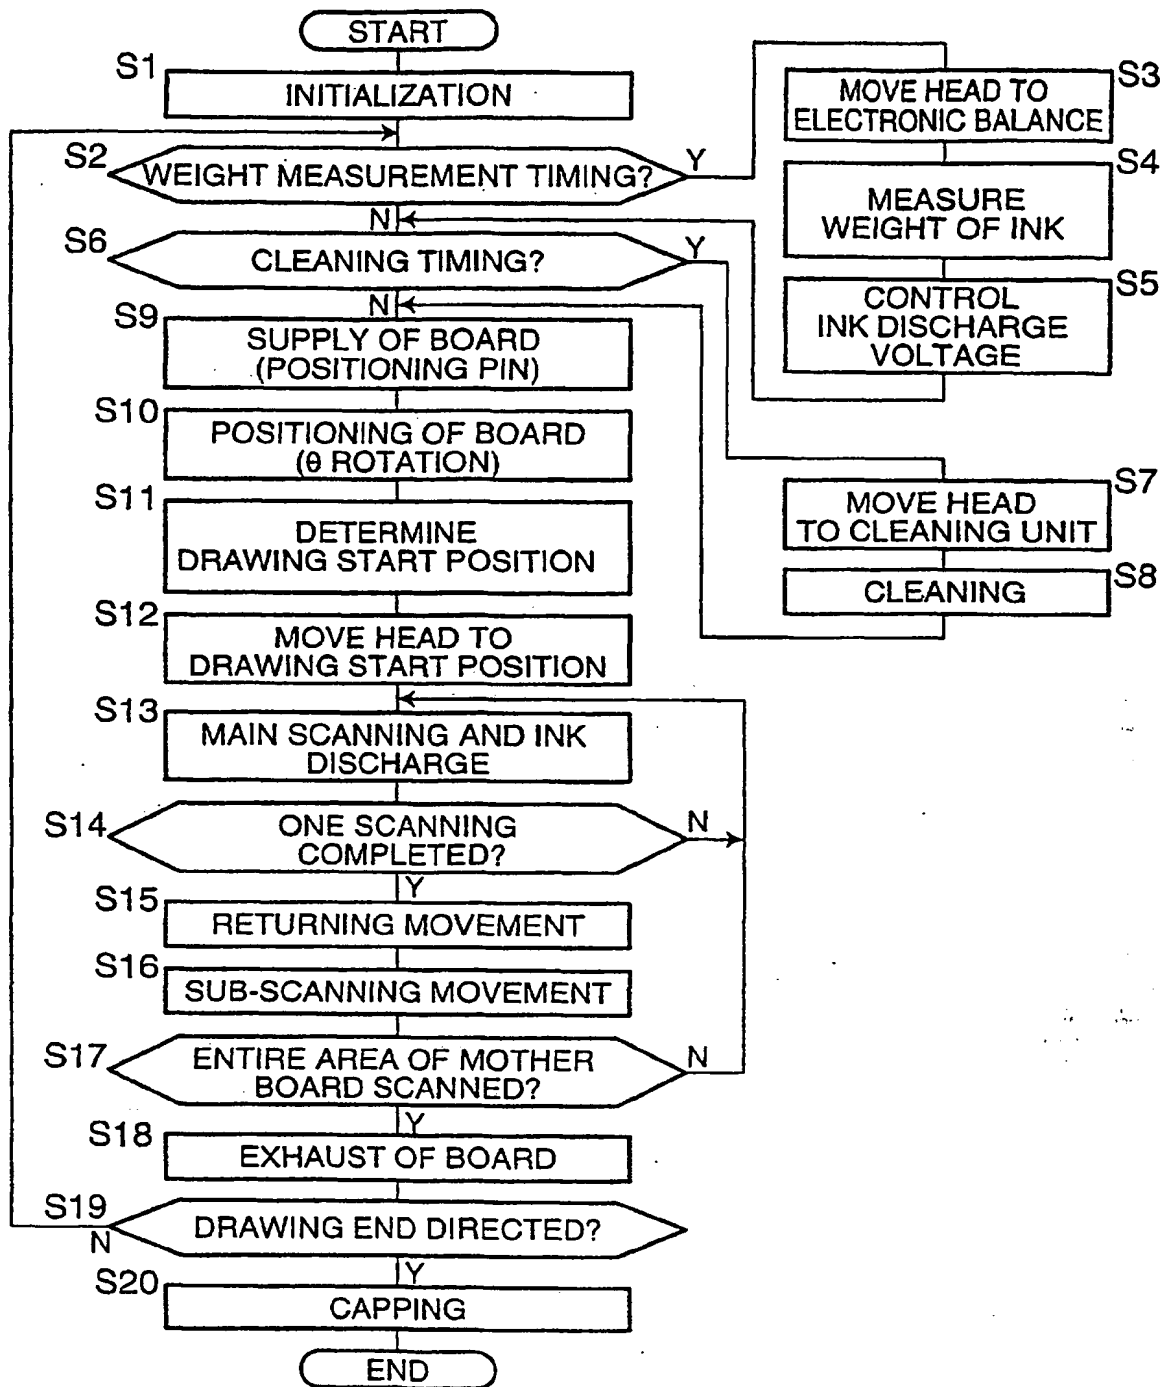 START
S1
INITIALIZATION
S2
WEIGHT MEASUREMENT TIMING?
Y
N
S3
MOVE HEAD TO
ELECTRONIC BALANCE
S4
MEASURE
WEIGHT OF INK
S5
CONTROL
INK DISCHARGE
VOLTAGE
S6
CLEANING TIMING?
Y
N
S7
MOVE HEAD
TO CLEANING UNIT
S8
CLEANING
S9
SUPPLY OF BOARD
(POSITIONING PIN)
S10
POSITIONING OF BOARD
(θ ROTATION)
S11
DETERMINE
DRAWING START POSITION
S12
MOVE HEAD TO
DRAWING START POSITION
S13
MAIN SCANNING AND INK
DISCHARGE
S14
ONE SCANNING
COMPLETED?
N
Y
S15
RETURNING MOVEMENT
S16
SUB-SCANNING MOVEMENT
S17
ENTIRE AREA OF MOTHER
BOARD SCANNED?
N
Y
S18
EXHAUST OF BOARD
S19
DRAWING END DIRECTED?
N
Y
S20
CAPPING
END